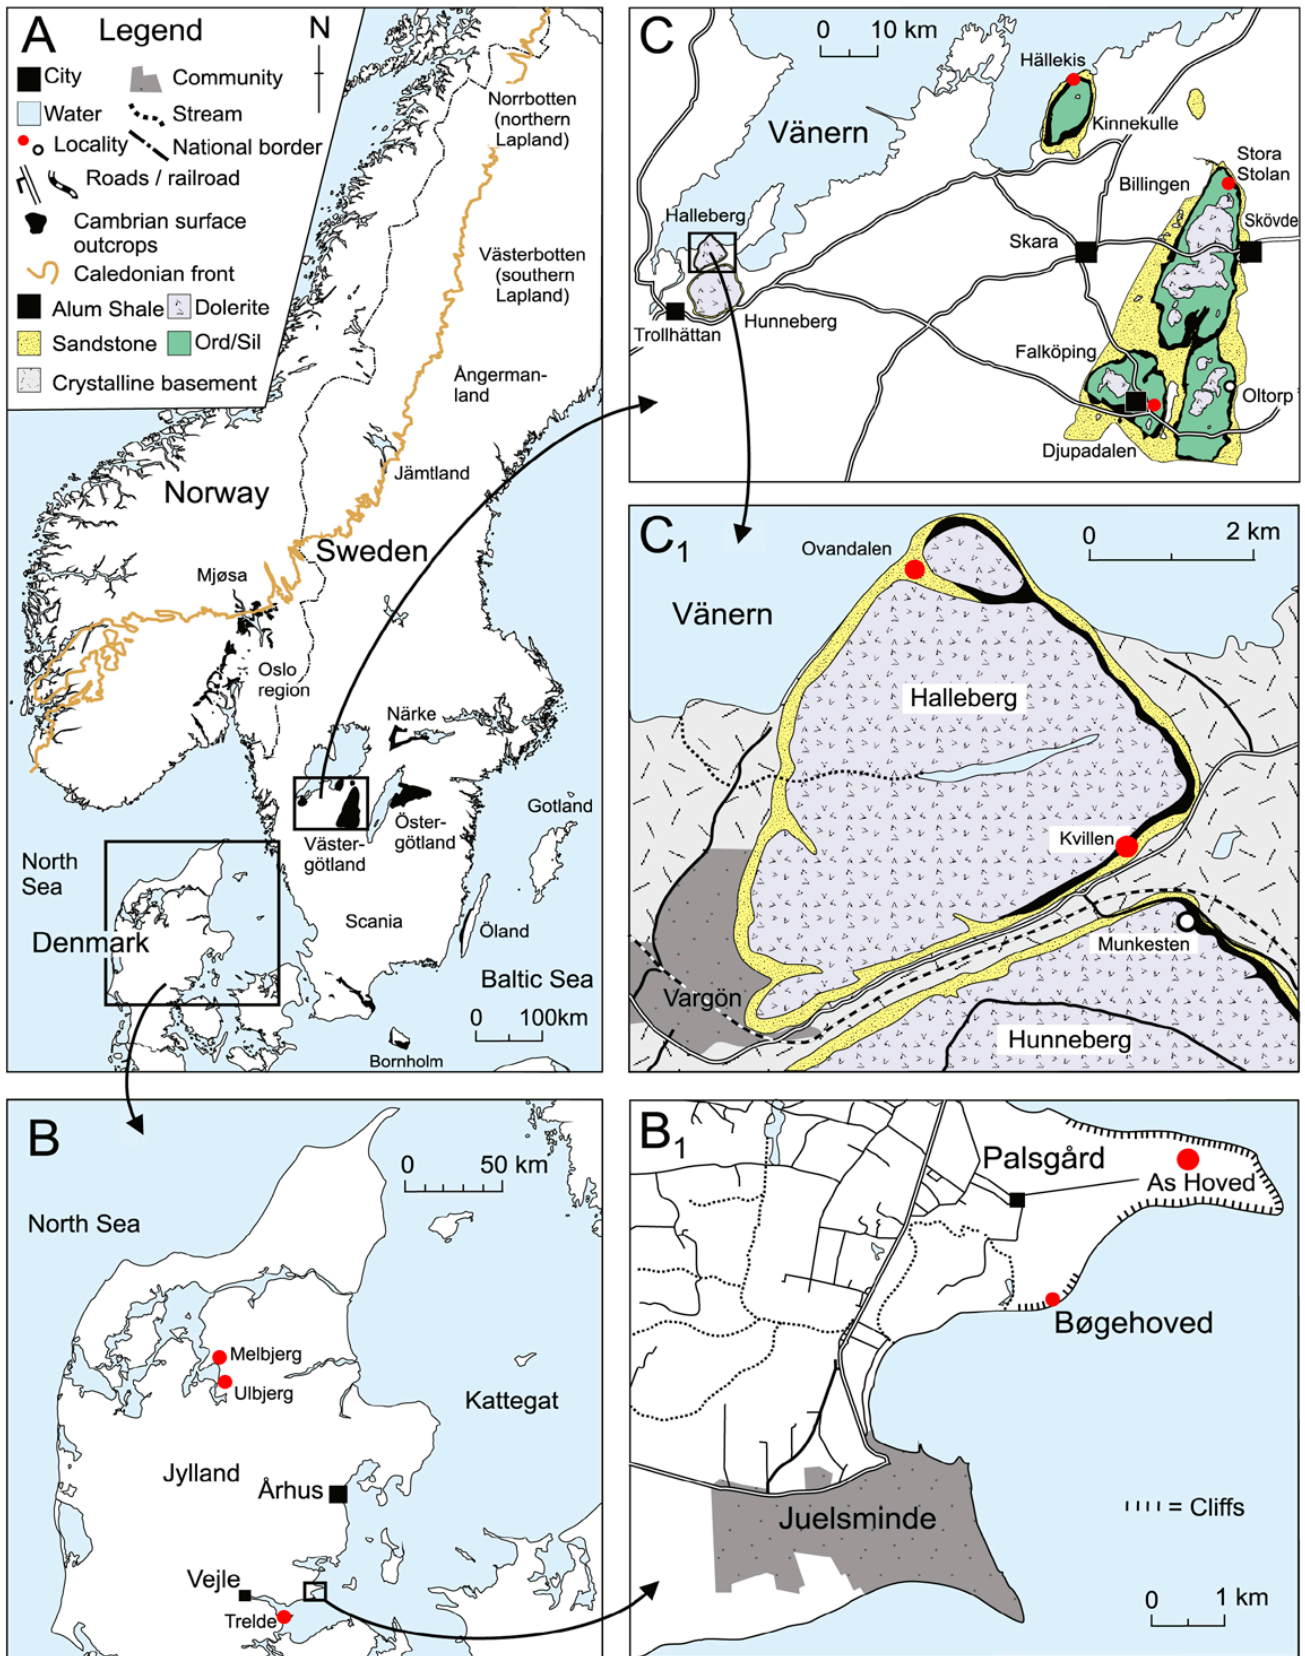 A
Legend
N
City
Community
Water
Stream
Locality
National border
Roads / railroad
Cambrian surface
outcrops
Caledonian front
Alum Shale
Dolerite
Sandstone
Ord/Sil
Crystalline basement
Norrbotten
(northern
Lapland)
Västerbotten
(southern
Lapland)
Ångerman-
land
Jämtland
Norway
Sweden
Mjøsa
Oslo
region
Närke
Väster-
götland
Öster-
götland
Gotland
North
Sea
Denmark
Scania
Öland
Baltic Sea
0 100km
Bornholm
C
0 10 km
Hällekis
Vänern
Kinnekulle
Stora
Stolan
Billingen
Halleberg
Skövde
Skara
Hunneberg
Trollhättan
Falköping
Oltorp
Djupadalen
C1
0 2 km
Ovandalen
Vänern
Halleberg
Kvillen
Munkesten
Vargön
Hunneberg
B
0 50 km
North Sea
Melbjerg
Ulbjerg
Kattegat
Jylland
Århus
Vejle
Trelde
B1
Palsgård
As Hoved
Bøgehoved
Juelsminde
= Cliffs
0 1 km